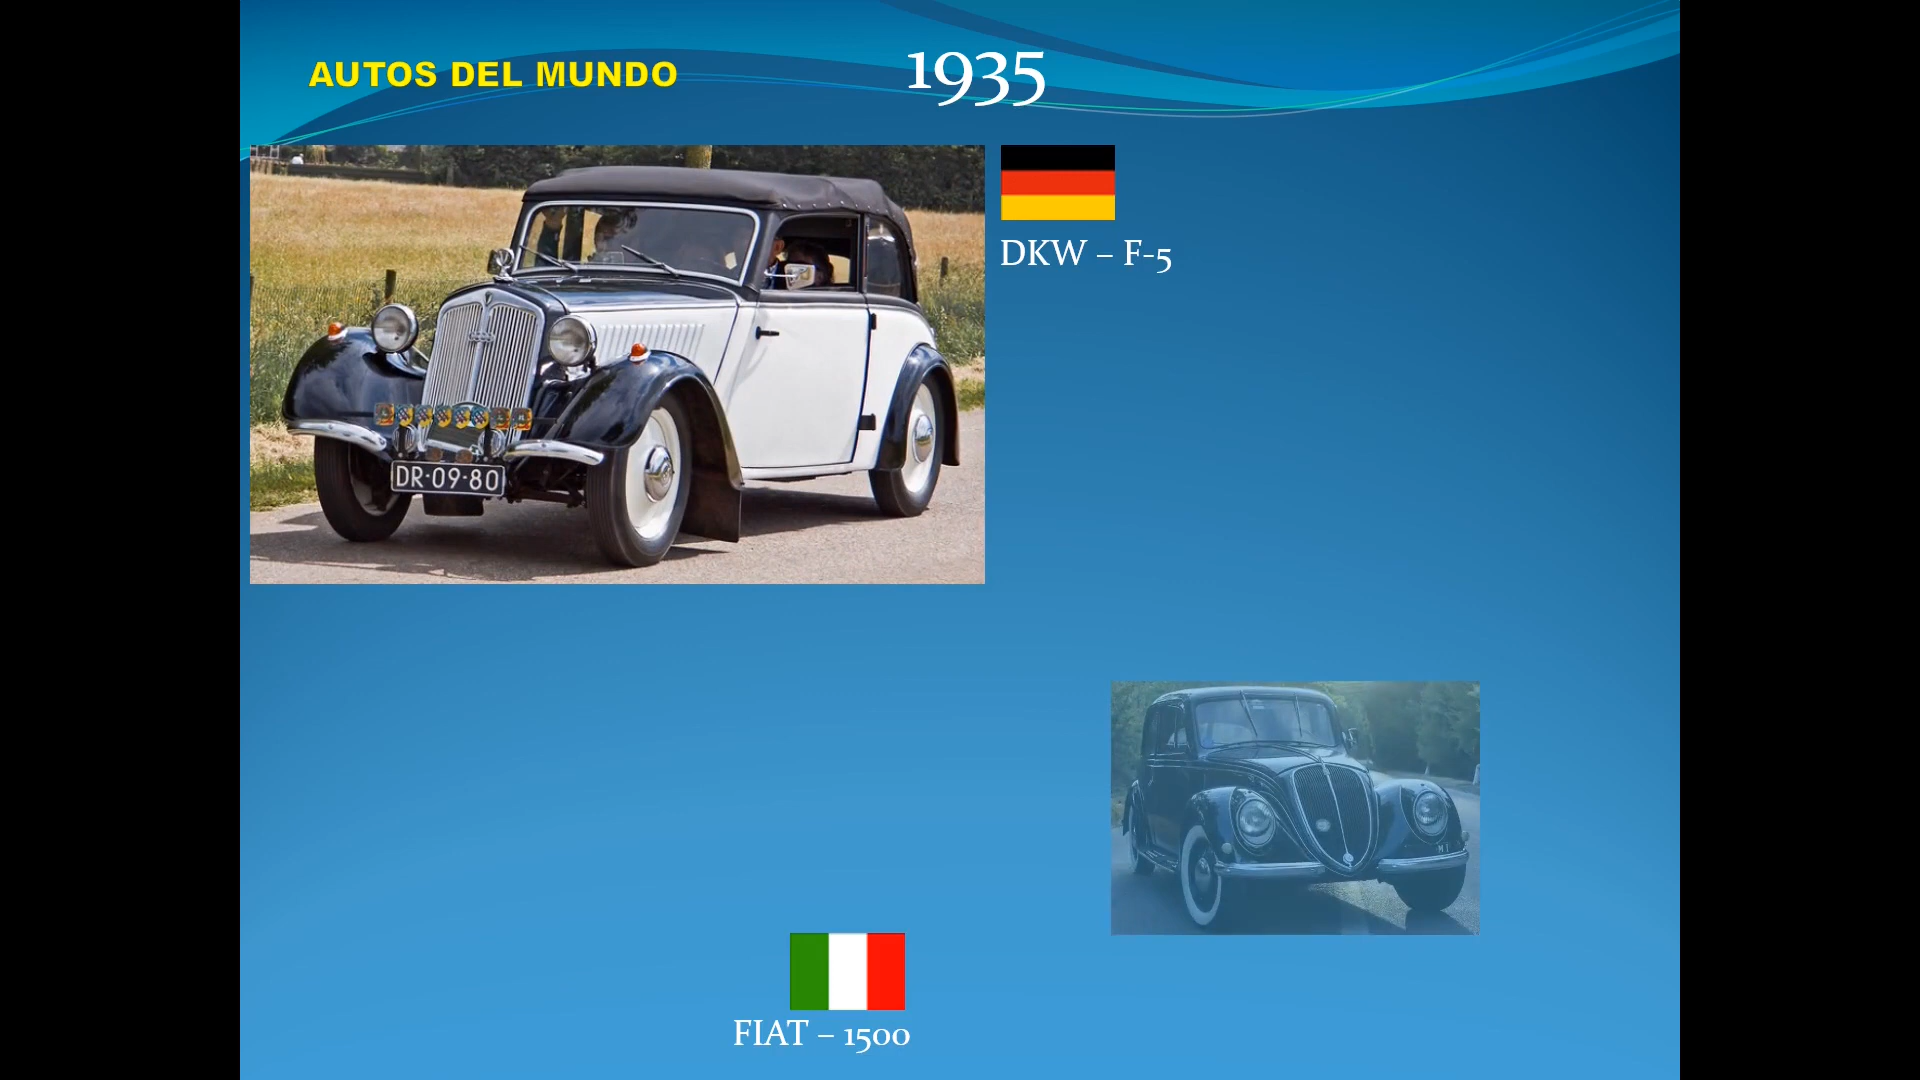 AUTOS DEL MUNDO
1935
DKW – F-5
DR-09-80
FIAT – 1500